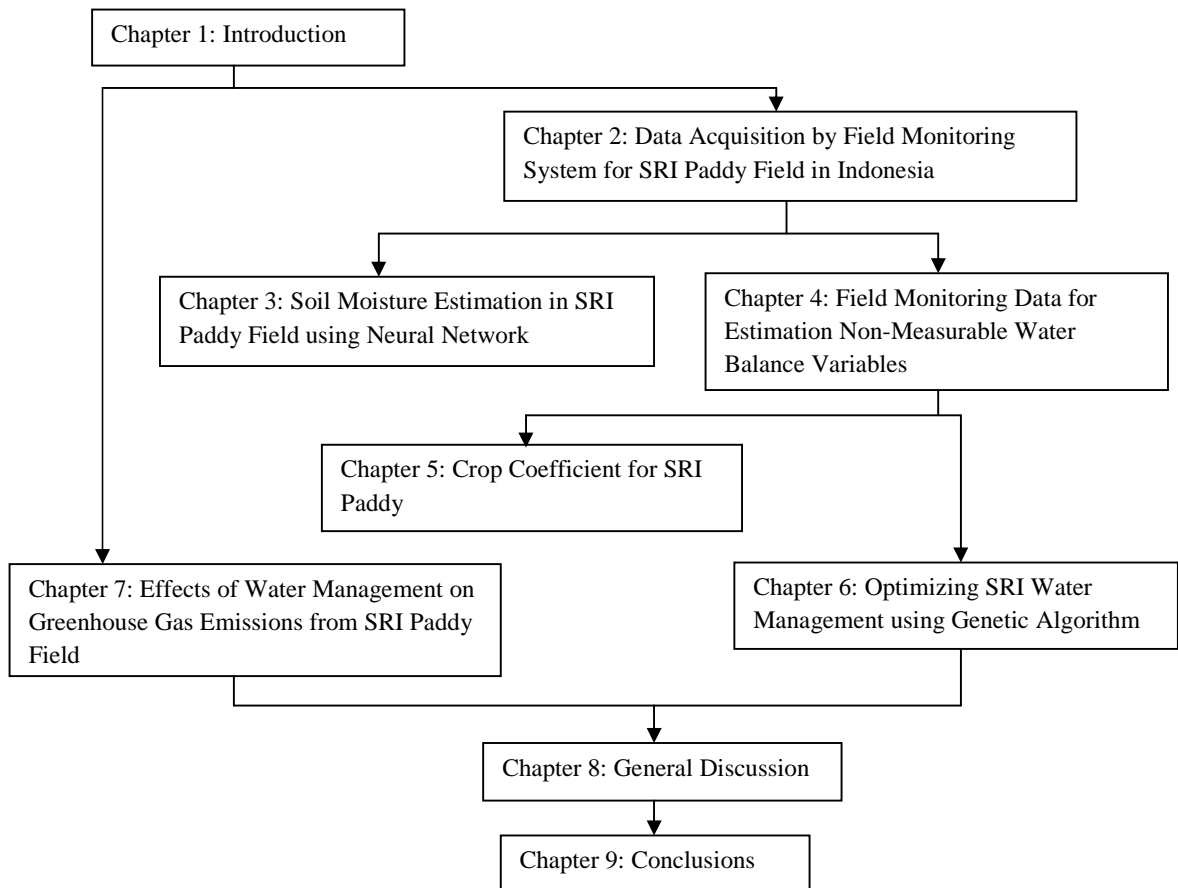 Chapter 1: Introduction
Chapter 2: Data Acquisition by Field Monitoring
System for SRI Paddy Field in Indonesia
Chapter 3: Soil Moisture Estimation in SRI
Paddy Field using Neural Network
Chapter 4: Field Monitoring Data for
Estimation Non-Measurable Water
Balance Variables
Chapter 5: Crop Coefficient for SRI
Paddy
Chapter 7: Effects of Water Management on
Greenhouse Gas Emissions from SRI Paddy
Field
Chapter 6: Optimizing SRI Water
Management using Genetic Algorithm
Chapter 8: General Discussion
Chapter 9: Conclusions